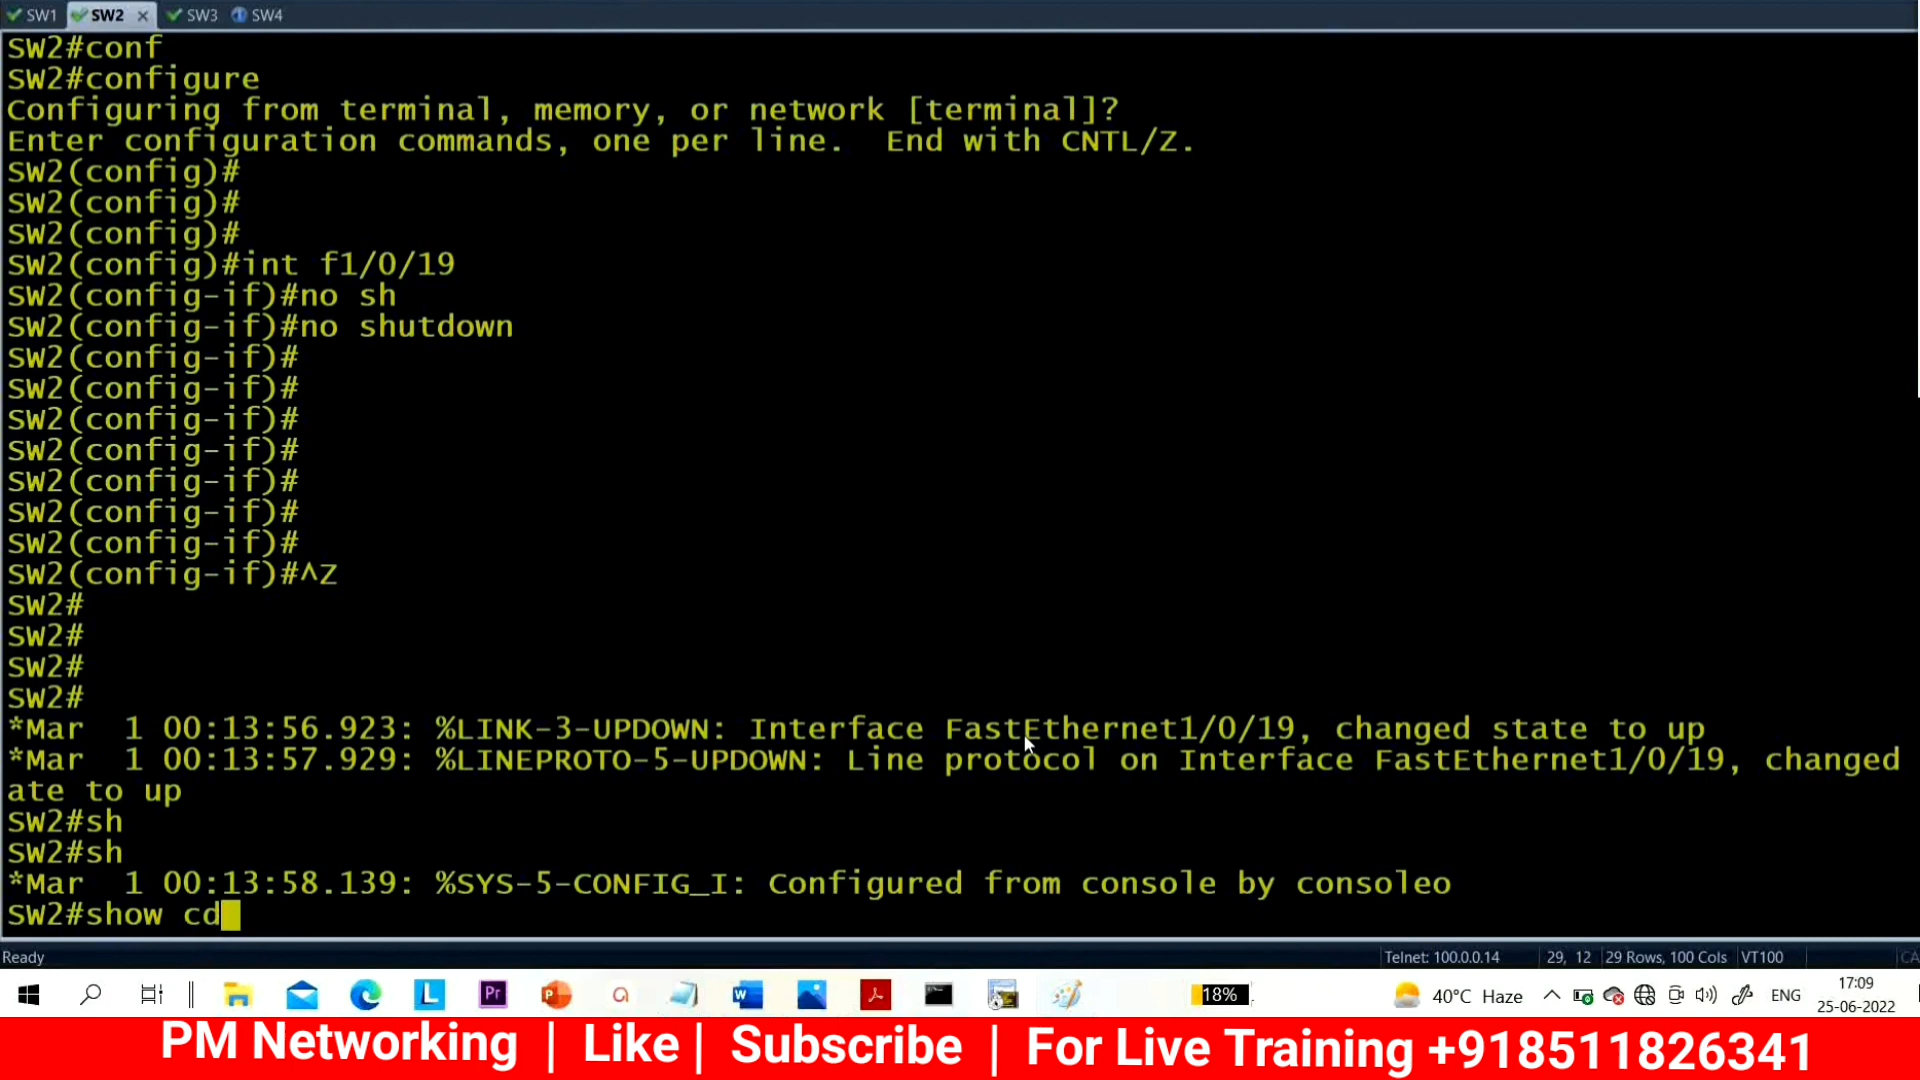 SW1 SW2 SW3 SW4
SW2#conf
SW2#configure
Configuring from terminal, memory, or network [terminal]?
Enter configuration commands, one per line.  End with CNTL/Z.
SW2(config)#
SW2(config)#
SW2(config)#
SW2(config)#int f1/0/19
SW2(config-if)#no sh
SW2(config-if)#no shutdown
SW2(config-if)#
SW2(config-if)#
SW2(config-if)#
SW2(config-if)#
SW2(config-if)#
SW2(config-if)#
SW2(config-if)#
SW2(config-if)#^Z
SW2#
SW2#
SW2#
SW2#
*Mar  1 00:13:56.923: %LINK-3-UPDOWN: Interface FastEthernet1/0/19, changed state to up
*Mar  1 00:13:57.929: %LINEPROTO-5-UPDOWN: Line protocol on Interface FastEthernet1/0/19, changed
ate to up
SW2#sh
SW2#sh
*Mar  1 00:13:58.139: %SYS-5-CONFIG_I: Configured from console by consoleo
SW2#show cd
Ready Telnet: 100.0.0.14 29, 12 29 Rows, 100 Cols VT100 CA
18% 40°C Haze ENG 17:09
25-06-2022
PM Networking | Like | Subscribe | For Live Training +918511826341